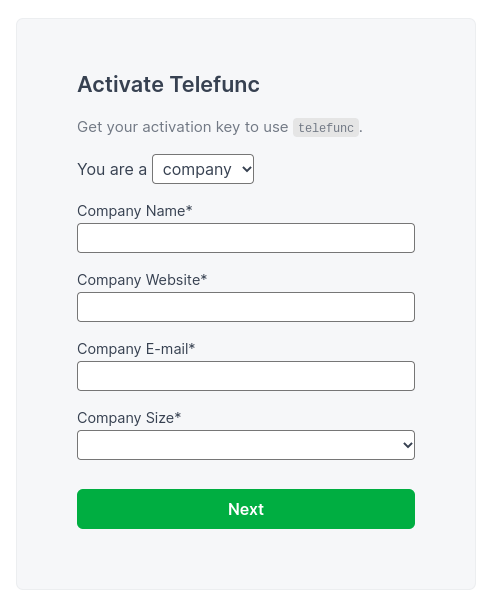 Activate Telefunc
Get your activation key to use telefunc.
You are a company
Company Name*
Company Website*
Company E-mail*
Company Size*
Next